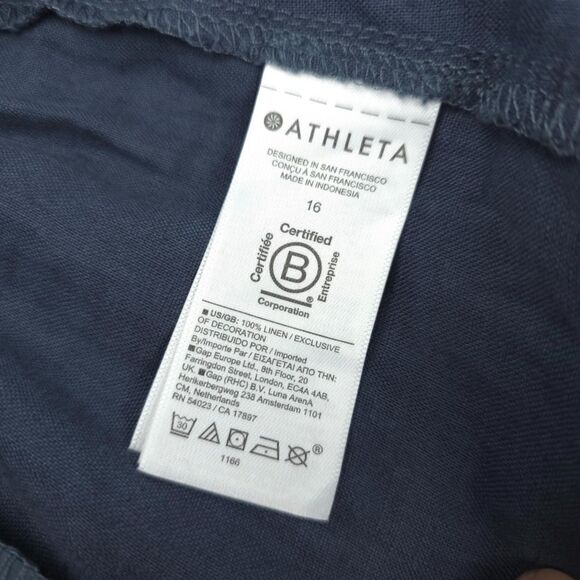 ATHLETA
DESIGNED IN SAN FRANCISCO
CONÇU À SAN FRANCISCO
MADE IN INDONESIA
16
Certified
Certifiée
B
Entreprise
®
Corporation
■ US/GB: 100% LINEN / EXCLUSIVE
OF DECORATION
DISTRIBUIDO POR / Imported
By/Importe Par / ΕΙΣΑΓΕΤΑΙ ΑΠΟ ΤΗΝ:
■Gap Europe Ltd., 8th Floor, 20
Farringdon Street, London, EC4A 4AB,
UK. ■Gap (RHC) B.V. Luna ArenA
Herikerbergweg 238 Amsterdam 1101
CM, Netherlands
RN 54023 / CA 17897
30
®
1166